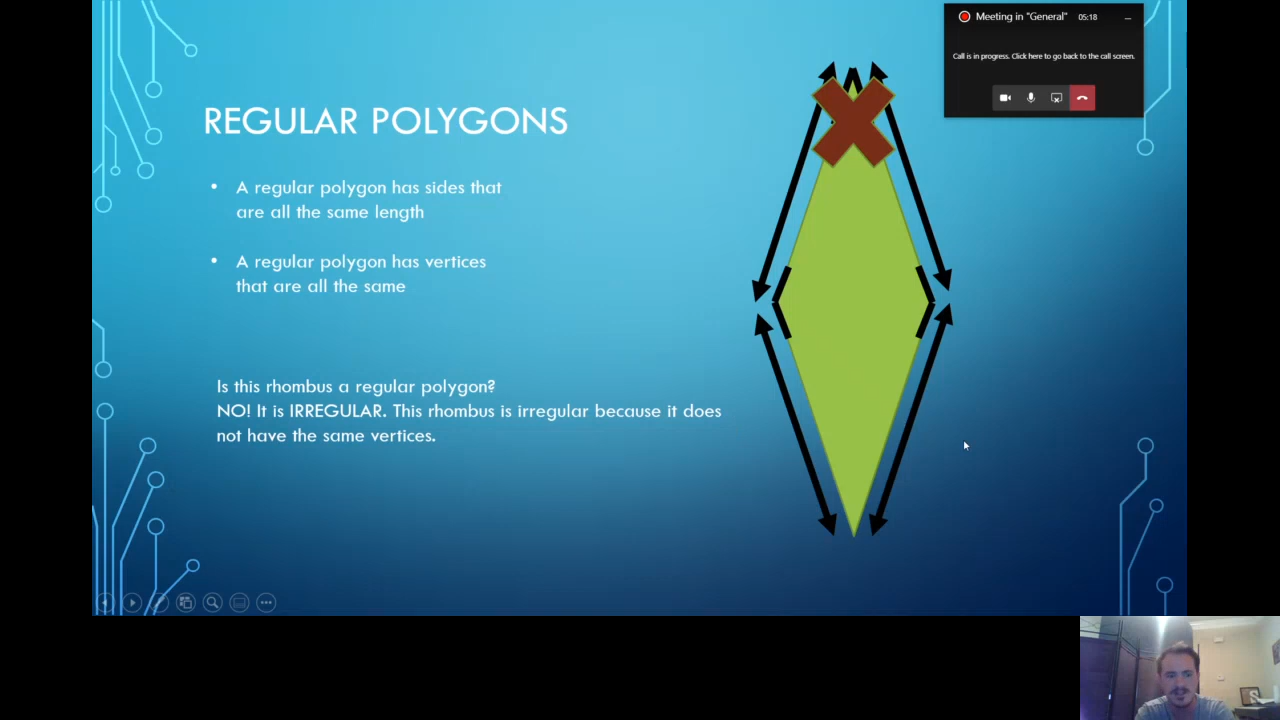 Meeting in "General" 05:18
Call is in progress. Click here to go back to the call screen.
REGULAR POLYGONS
• A regular polygon has sides that
are all the same length
• A regular polygon has vertices
that are all the same
Is this rhombus a regular polygon?
NO! It is IRREGULAR. This rhombus is irregular because it does
not have the same vertices.